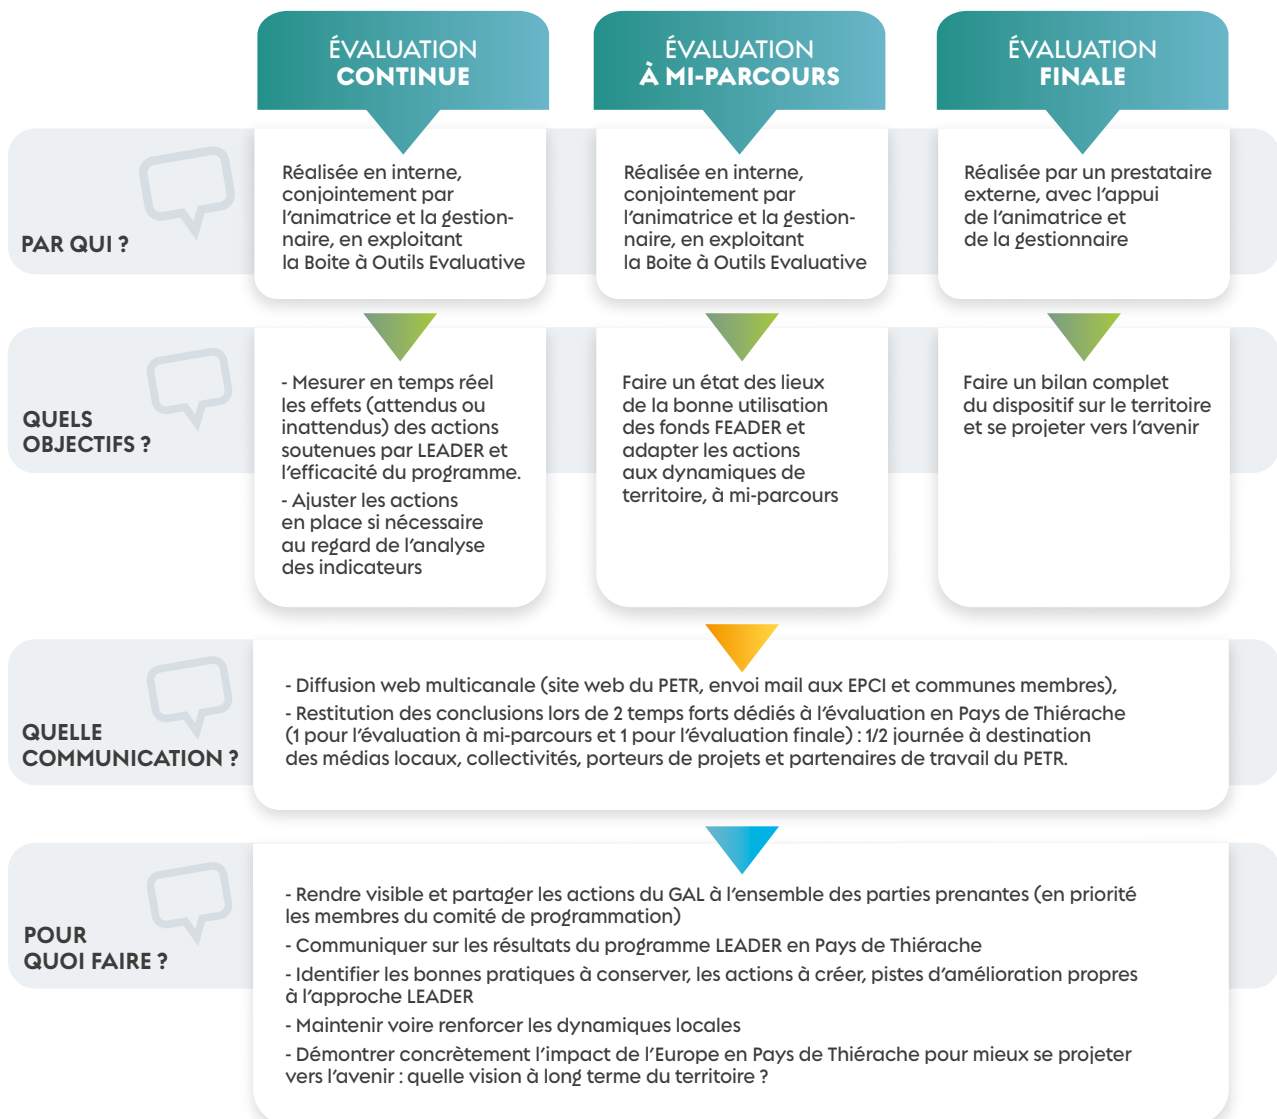 ÉVALUATION
CONTINUE
ÉVALUATION
À MI-PARCOURS
ÉVALUATION
FINALE
PAR QUI ?
Réalisée en interne,
conjointement par
l'animatrice et la gestion-
naire, en exploitant
la Boite à Outils Evaluative
Réalisée en interne,
conjointement par
l'animatrice et la gestion-
naire, en exploitant
la Boite à Outils Evaluative
Réalisée par un prestataire
externe, avec l'appui
de l'animatrice et
de la gestionnaire
QUELS
OBJECTIFS ?
- Mesurer en temps réel
les effets (attendus ou
inattendus) des actions
soutenues par LEADER et
l'efficacité du programme.
- Ajuster les actions
en place si nécessaire
au regard de l'analyse
des indicateurs
Faire un état des lieux
de la bonne utilisation
des fonds FEADER et
adapter les actions
aux dynamiques de
territoire, à mi-parcours
Faire un bilan complet
du dispositif sur le territoire
et se projeter vers l'avenir
QUELLE
COMMUNICATION ?
- Diffusion web multicanale (site web du PETR, envoi mail aux EPCI et communes membres),
- Restitution des conclusions lors de 2 temps forts dédiés à l'évaluation en Pays de Thiérache
(1 pour l'évaluation à mi-parcours et 1 pour l'évaluation finale) : 1/2 journée à destination
des médias locaux, collectivités, porteurs de projets et partenaires de travail du PETR.
POUR
QUOI FAIRE ?
- Rendre visible et partager les actions du GAL à l'ensemble des parties prenantes (en priorité
les membres du comité de programmation)
- Communiquer sur les résultats du programme LEADER en Pays de Thiérache
- Identifier les bonnes pratiques à conserver, les actions à créer, pistes d'amélioration propres
à l'approche LEADER
- Maintenir voire renforcer les dynamiques locales
- Démontrer concrètement l'impact de l'Europe en Pays de Thiérache pour mieux se projeter
vers l'avenir : quelle vision à long terme du territoire ?